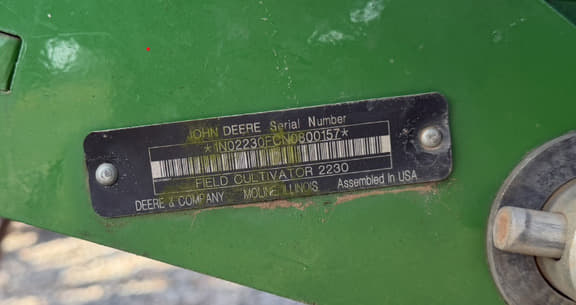 JOHN DEERE Serial Number
*1N02230FCN0800157*
FIELD CULTIVATOR 2230
DEERE & COMPANY MOLINE ILLINOIS Assembled in USA